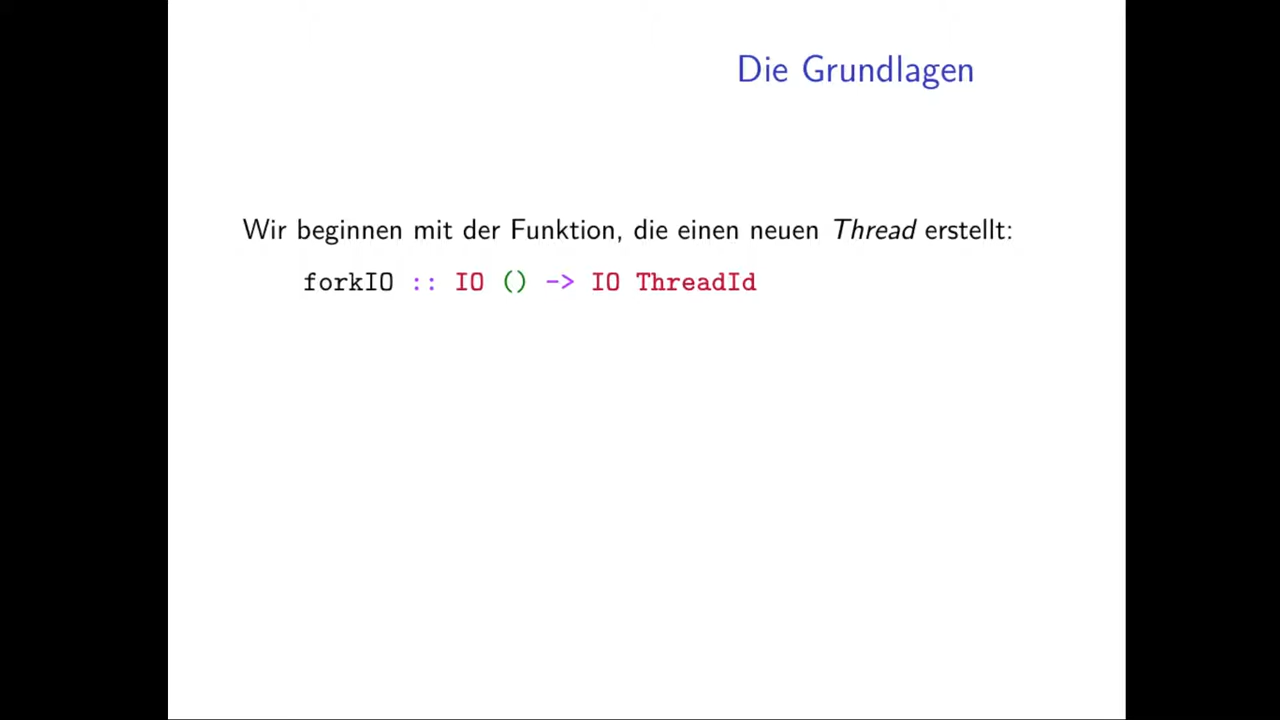 Die Grundlagen
Wir beginnen mit der Funktion, die einen neuen Thread erstellt:
forkIO :: IO () -> IO ThreadId